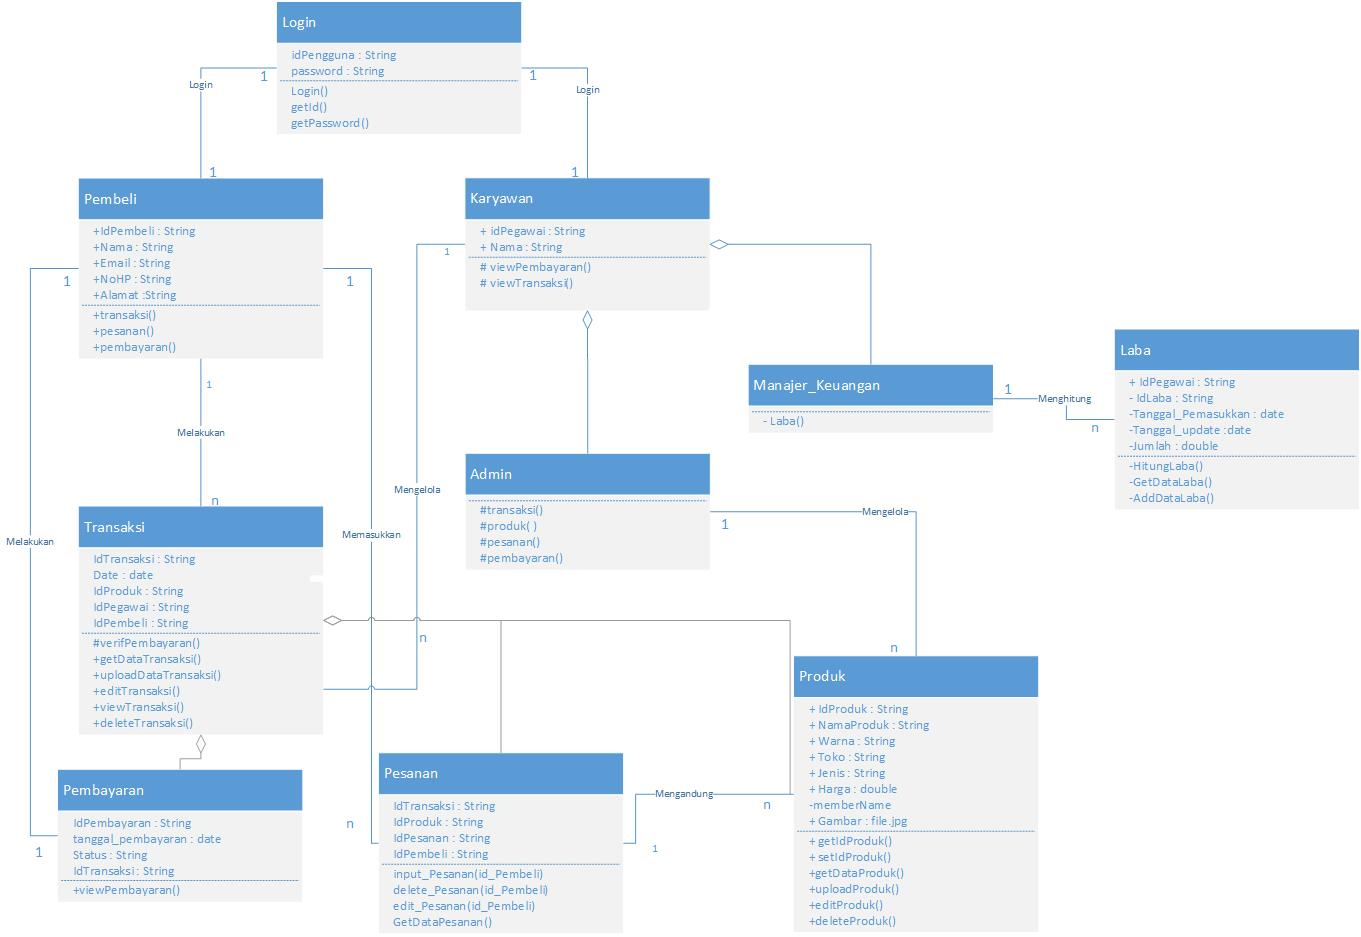 Login
idPengguna : String
password : String
Login()
getId()
getPassword()
1
1
Login
Login
1
1
Pembeli
+IdPembeli : String
+Nama : String
+Email : String
+NoHP : String
+Alamat :String
+transaksi()
+pesanan()
+pembayaran()
Karyawan
+ idPegawai : String
+ Nama : String
# viewPembayaran()
# viewTransaksi()
1
1
1
1
Melakukan
n
Manajer_Keuangan
- Laba()
1
Menghitung
n
Laba
+ IdPegawai : String
- IdLaba : String
-Tanggal_Pemasukkan : date
-Tanggal_update :date
-Jumlah : double
-HitungLaba()
-GetDataLaba()
-AddDataLaba()
Admin
#transaksi()
#produk( )
#pesanan()
#pembayaran()
1
Mengelola
n
Mengelola
n
Melakukan
Memasukkan
Transaksi
IdTransaksi : String
Date : date
IdProduk : String
IdPegawai : String
IdPembeli : String
#verifPembayaran()
+getDataTransaksi()
+uploadDataTransaksi()
+editTransaksi()
+viewTransaksi()
+deleteTransaksi()
Pembayaran
IdPembayaran : String
tanggal_pembayaran : date
Status : String
IdTransaksi : String
+viewPembayaran()
1
n
Pesanan
IdTransaksi : String
IdProduk : String
IdPesanan : String
IdPembeli : String
input_Pesanan(id_Pembeli)
delete_Pesanan(id_Pembeli)
edit_Pesanan(id_Pembeli)
GetDataPesanan()
Mengandung
n
1
Produk
+ IdProduk : String
+ NamaProduk : String
+ Warna : String
+ Toko : String
+ Jenis : String
+ Harga : double
-memberName
+ Gambar : file.jpg
+ getIdProduk()
+ setIdProduk()
+getDataProduk()
+uploadProduk()
+editProduk()
+deleteProduk()